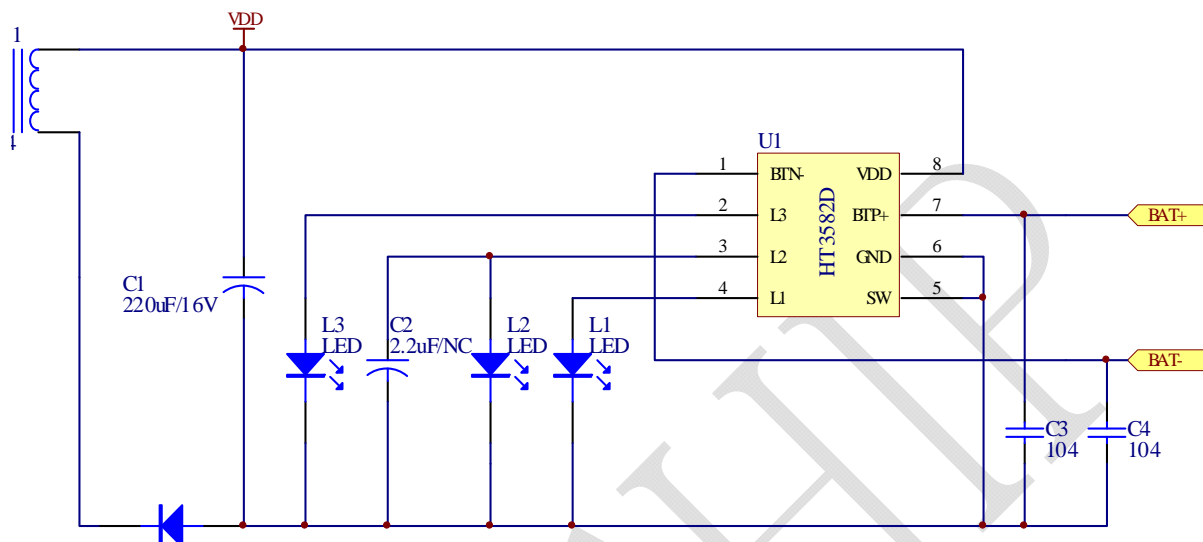 VDD
1
4
U1
1 BTN- VDD 8
2 L3 BTP+ 7
3 L2 GND 6
4 L1 SW 5
HT3582D
BAT+
BAT-
C1
220uF/16V
L3
LED
C2
2.2uF/NC
L2
LED
L1
LED
C3
104
C4
104